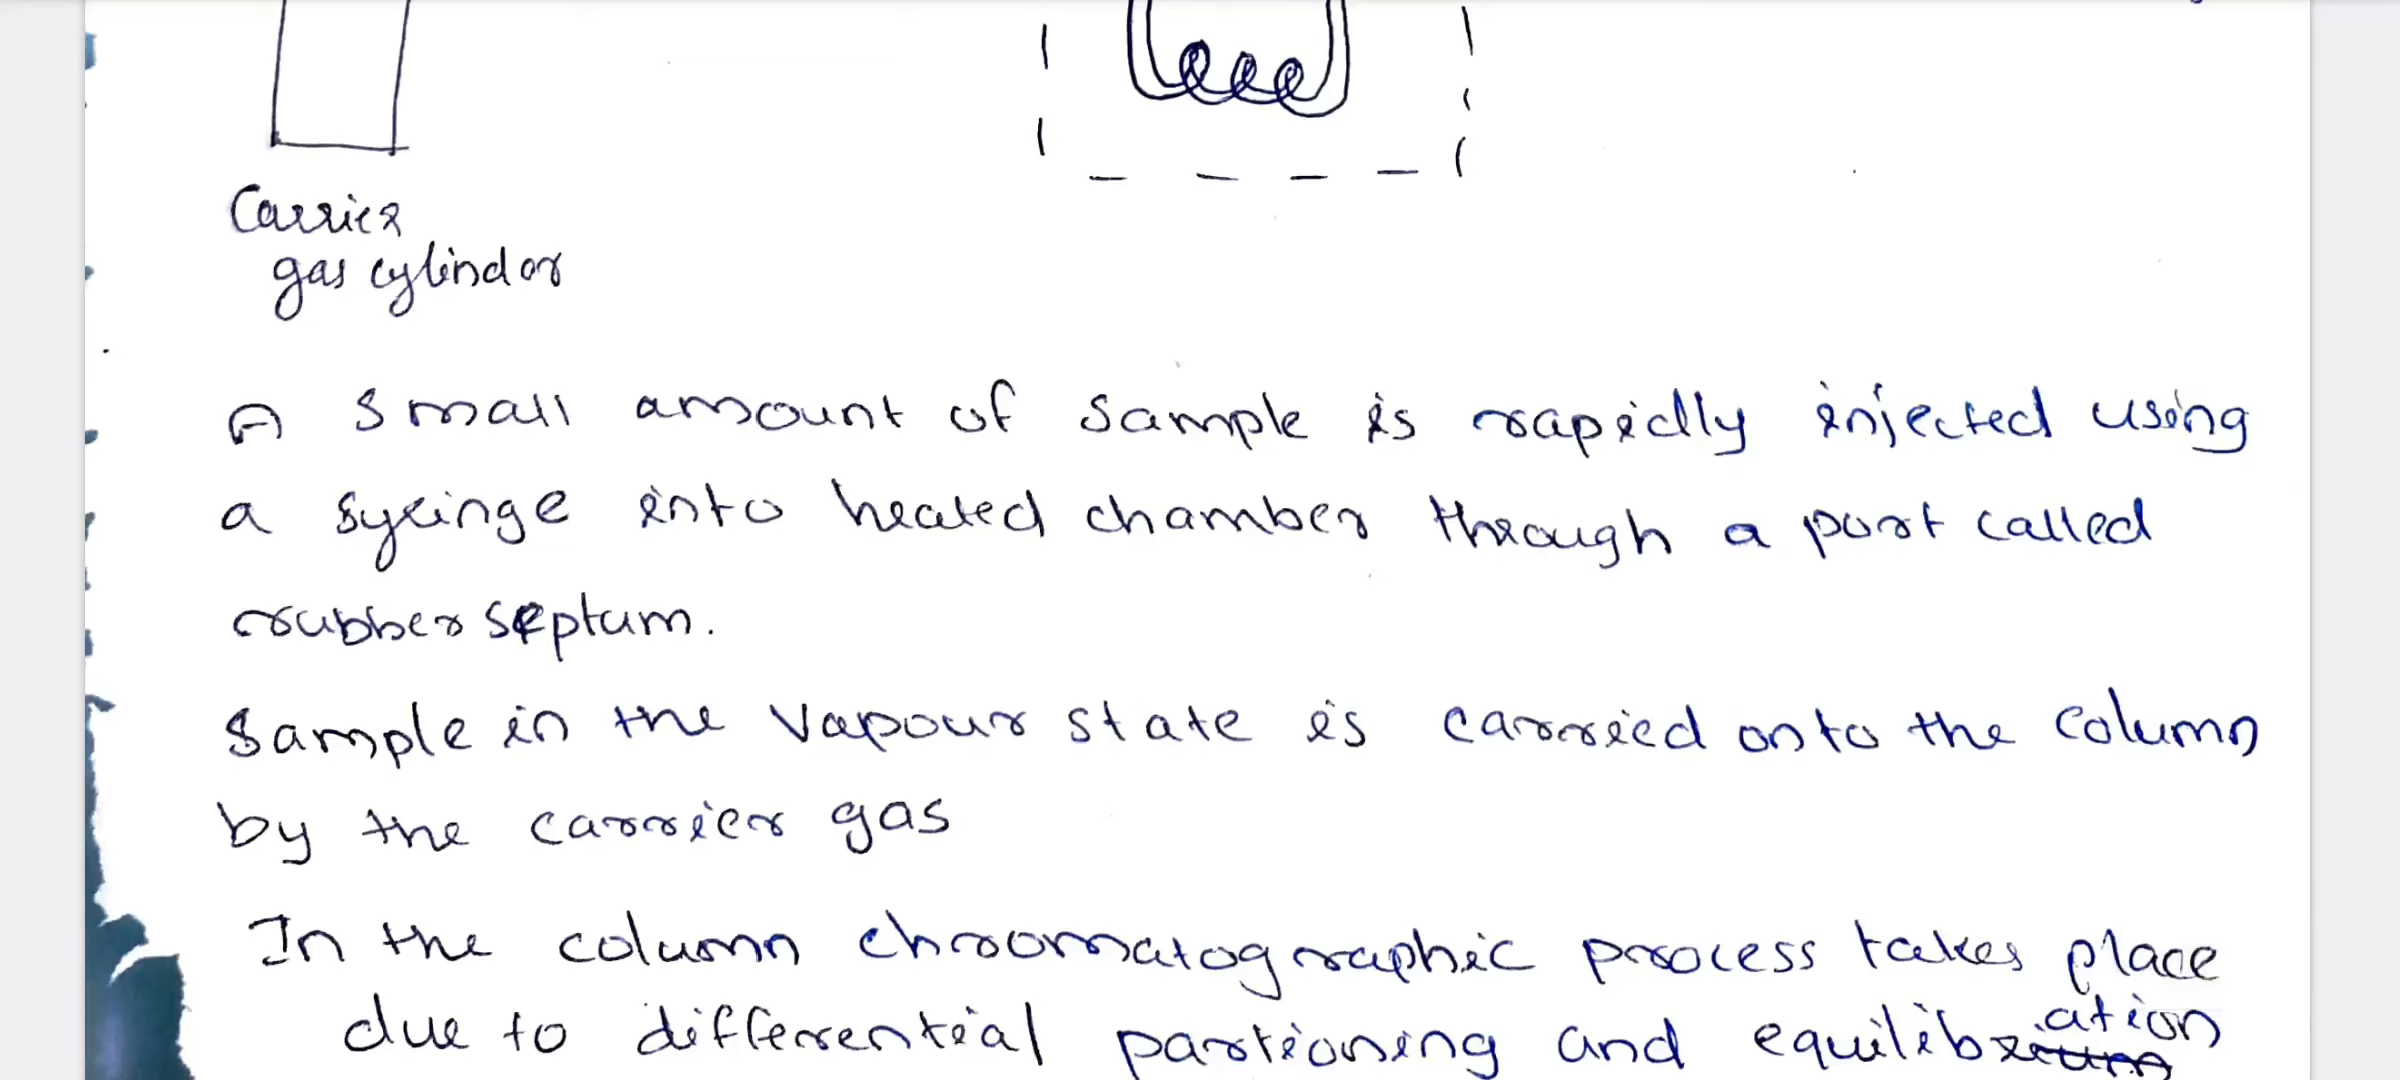 Carrier
gas cylindor
A small amount of sample is rapidly injected using
a syringe into heated chamber through a port called
rubber septum.
Sample in the vapour state is carried onto the column
by the carrier gas
In the column chromatographic process takes place
due to differential partioning and equilibriation